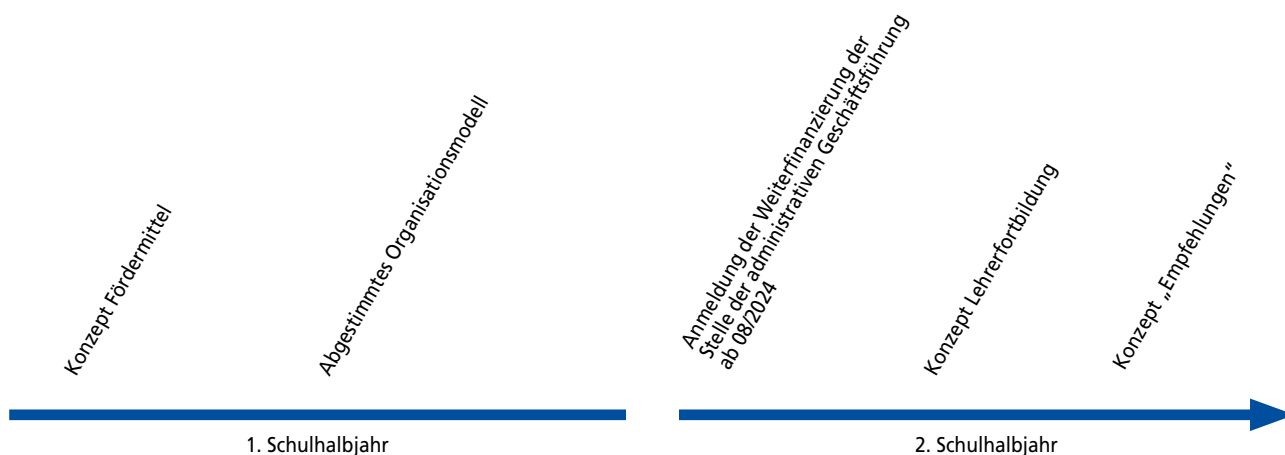 Konzept Fördermittel
Abgestimmtes Organisationsmodell
Anmeldung der Weiterfinanzierung der
Stelle der administrativen Geschäftsführung
ab 08/2024
Konzept Lehrerfortbildung
Konzept „Empfehlungen“
1. Schulhalbjahr
2. Schulhalbjahr